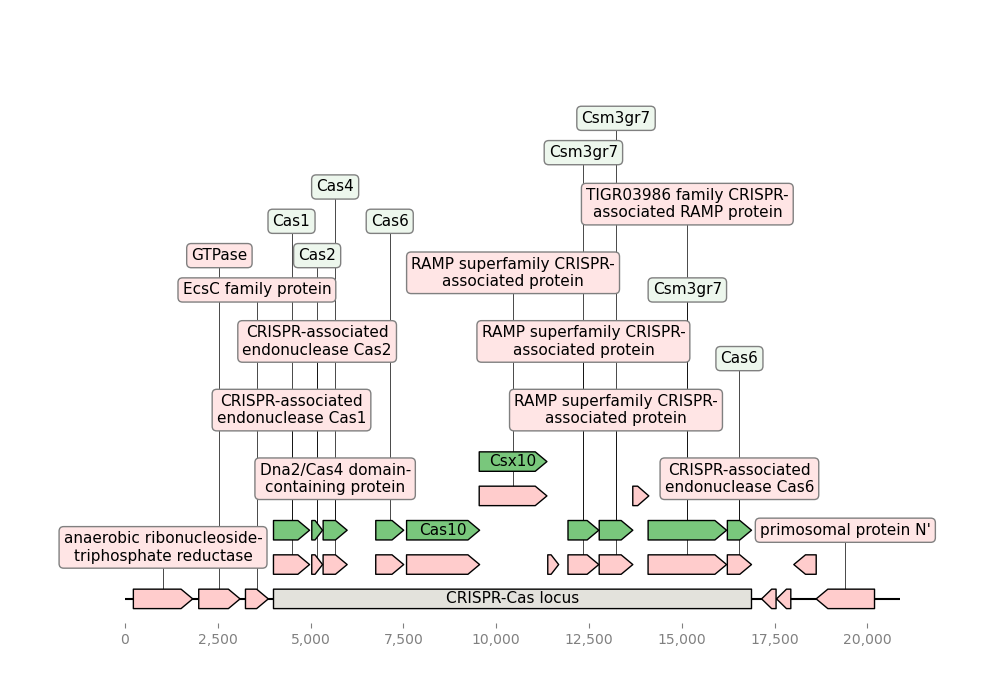 Csm3gr7
Csm3gr7
Cas4
TIGR03986 family CRISPR-
associated RAMP protein
Cas1
Cas6
GTPase
Cas2
RAMP superfamily CRISPR-
associated protein
EcsC family protein
Csm3gr7
CRISPR-associated
endonuclease Cas2
RAMP superfamily CRISPR-
associated protein
Cas6
CRISPR-associated
endonuclease Cas1
RAMP superfamily CRISPR-
associated protein
Csx10
Dna2/Cas4 domain-
containing protein
CRISPR-associated
endonuclease Cas6
Cas10
primosomal protein N'
anaerobic ribonucleoside-
triphosphate reductase
CRISPR-Cas locus
0
2,500
5,000
7,500
10,000
12,500
15,000
17,500
20,000